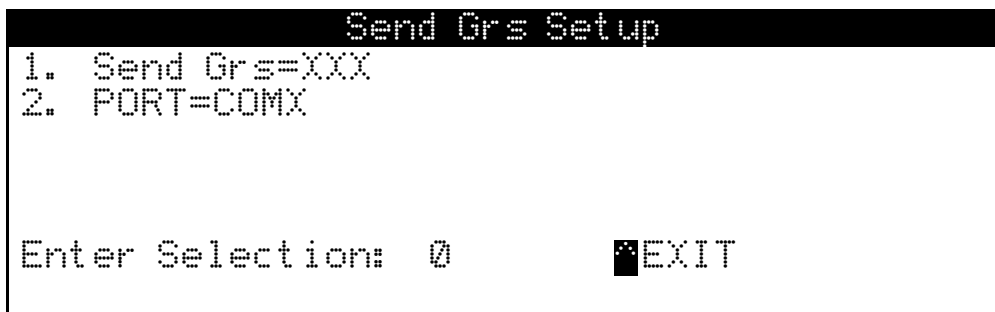 Send Grs Setup
1. Send Grs=XXX
2. PORT=COMX
Enter Selection: 0 EXIT